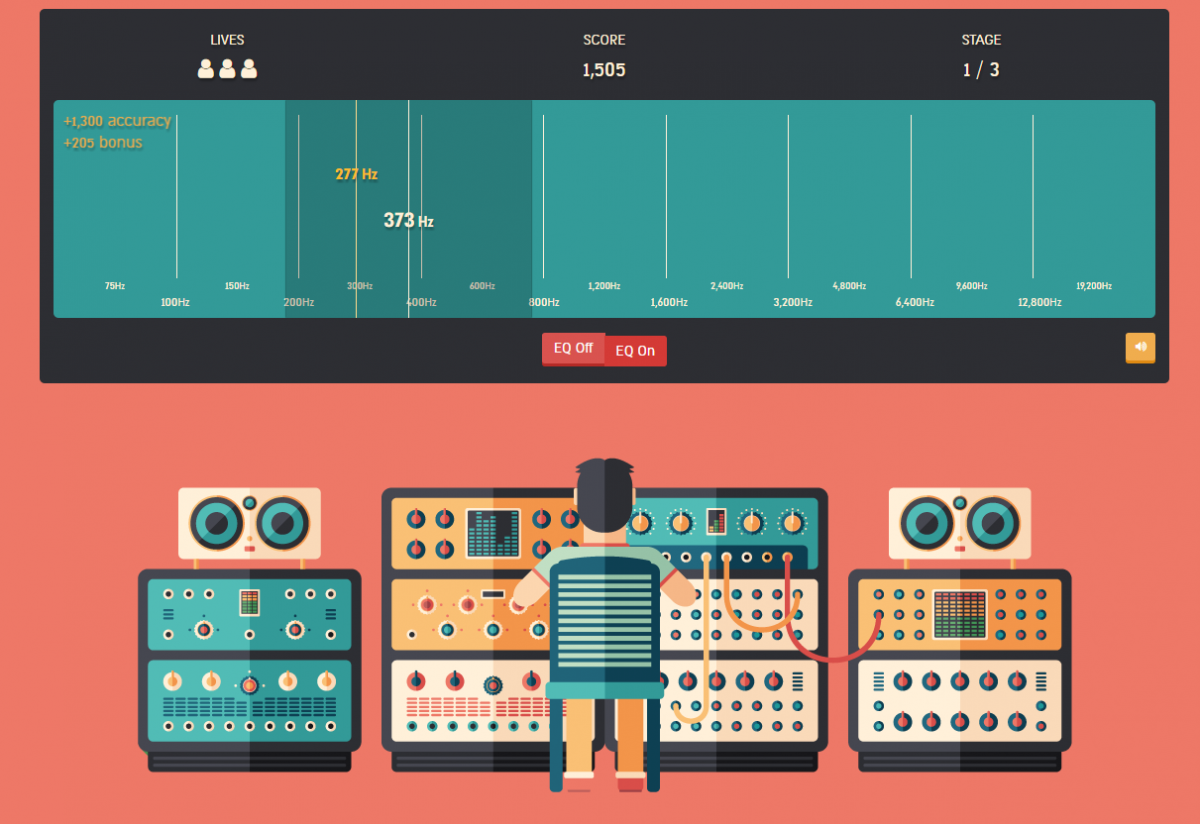 LIVES
SCORE
STAGE
1,505
1 / 3
+1,300 accuracy
+205 bonus
277 Hz
373 Hz
75Hz
150Hz
300Hz
600Hz
1,200Hz
2,400Hz
4,800Hz
9,600Hz
19,200Hz
100Hz
200Hz
400Hz
800Hz
1,600Hz
3,200Hz
6,400Hz
12,800Hz
EQ Off
EQ On